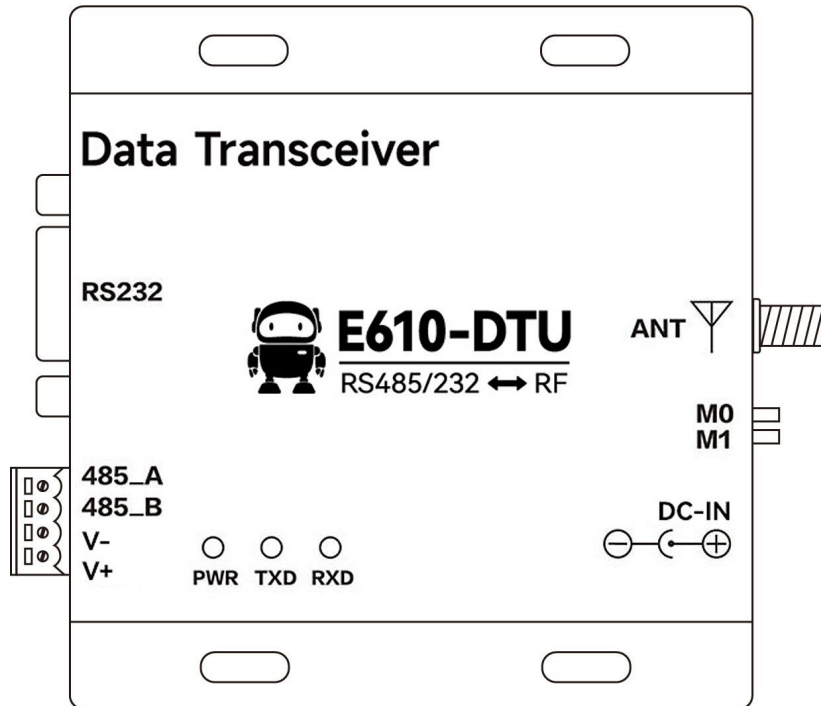 Data Transceiver
RS232
E610-DTU
RS485/232 ↔ RF
ANT
M0
M1
485_A
485_B
V-
V+
PWR TXD RXD
DC-IN